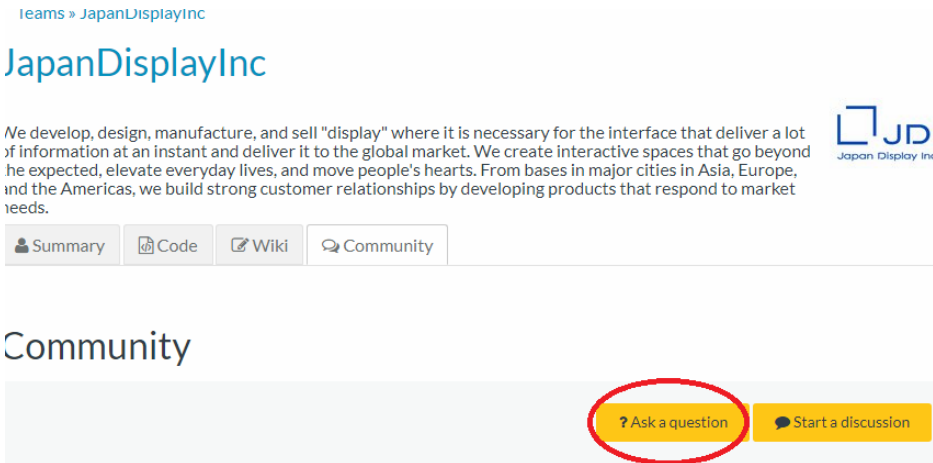 Teams » JapanDisplayInc
JapanDisplayInc
We develop, design, manufacture, and sell "display" where it is necessary for the interface that deliver a lot
of information at an instant and deliver it to the global market. We create interactive spaces that go beyond
the expected, elevate everyday lives, and move people's hearts. From bases in major cities in Asia, Europe,
and the Americas, we build strong customer relationships by developing products that respond to market
needs.
JD
Japan Display Inc
Summary Code Wiki Community
Community
? Ask a question Start a discussion